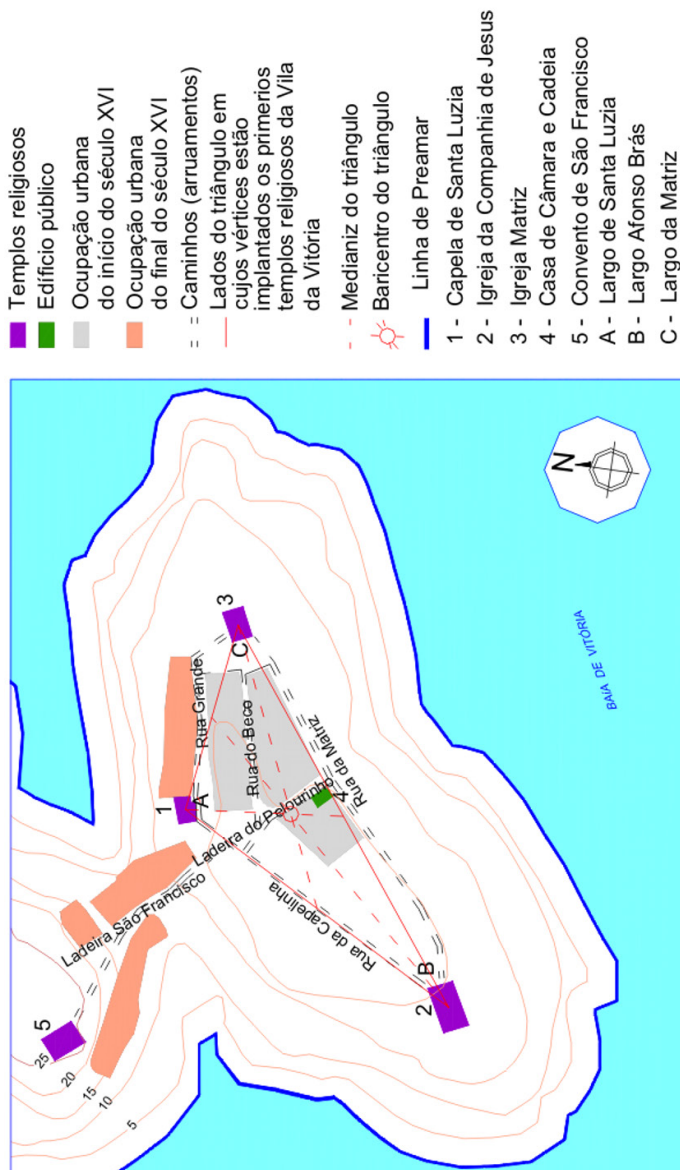 Templos religiosos
Edifício público
Ocupação urbana
do início do século XVI
Ocupação urbana
do final do século XVI
Caminhos (arruamentos)
Lados do triângulo em
cujos vértices estão
implantados os primerios
templos religiosos da Vila
da Vitória
Medianiz do triângulo
Baricentro do triângulo
Linha de Preamar
1 - Capela de Santa Luzia
2 - Igreja da Companhia de Jesus
3 - Igreja Matriz
4 - Casa de Câmara e Cadeia
5 - Convento de São Francisco
A - Largo de Santa Luzia
B - Largo Afonso Brás
C - Largo da Matriz
5
25
20
15
10
5
Ladeira São Francisco
1
A
Rua Grande
Rua do Beco
C
3
Ladeira do Pelourinho
4
Rua da Matriz
Rua da Capelinha
2
B
N
BAIA DE VITÓRIA